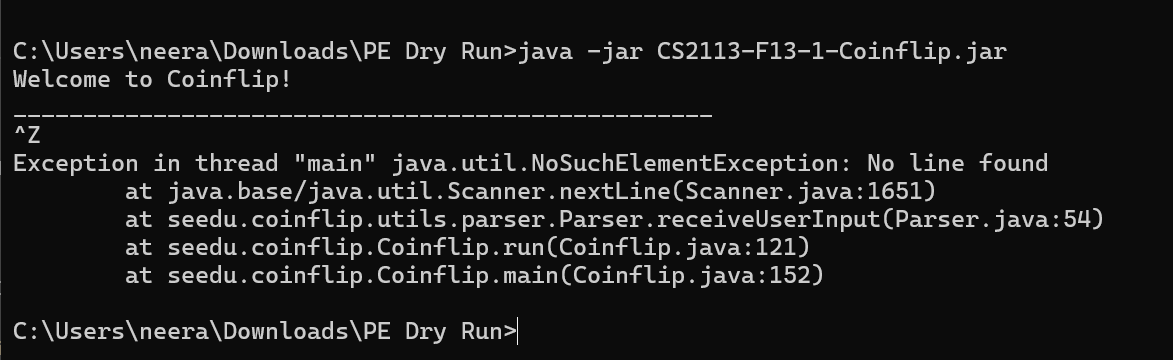 C:\Users\neera\Downloads\PE Dry Run>java -jar CS2113-F13-1-Coinflip.jar
Welcome to Coinflip!
__________________________________________________
^Z
Exception in thread "main" java.util.NoSuchElementException: No line found
        at java.base/java.util.Scanner.nextLine(Scanner.java:1651)
        at seedu.coinflip.utils.parser.Parser.receiveUserInput(Parser.java:54)
        at seedu.coinflip.Coinflip.run(Coinflip.java:121)
        at seedu.coinflip.Coinflip.main(Coinflip.java:152)
C:\Users\neera\Downloads\PE Dry Run>